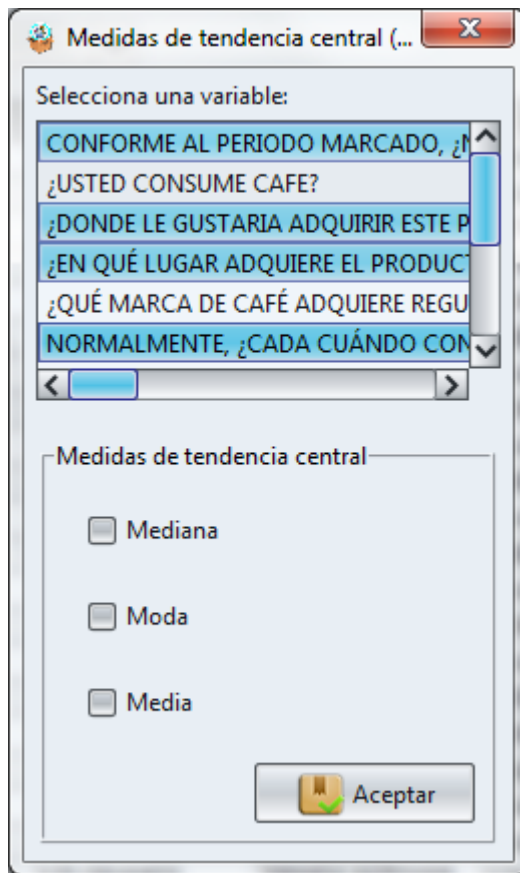 Medidas de tendencia central (...
Selecciona una variable:
CONFORME AL PERIODO MARCADO, ¿
¿USTED CONSUME CAFE?
¿DONDE LE GUSTARIA ADQUIRIR ESTE P
¿EN QUÉ LUGAR ADQUIERE EL PRODUCT
¿QUÉ MARCA DE CAFÉ ADQUIERE REGU
NORMALMENTE, ¿CADA CUÁNDO CON
Medidas de tendencia central
Mediana
Moda
Media
Aceptar